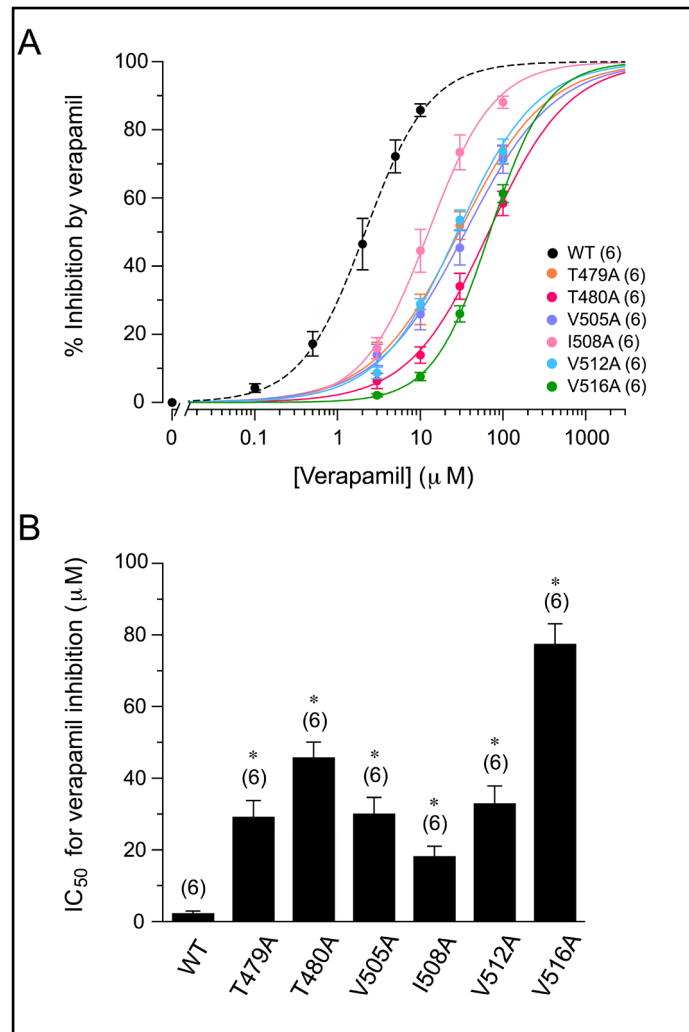 A
% Inhibition by verapamil
100
80
60
40
20
0
0
0.1
1
10
100
1000
[Verapamil] (μ M)
WT (6)
T479A (6)
T480A (6)
V505A (6)
I508A (6)
V512A (6)
V516A (6)
B
IC50 for verapamil inhibition (μM)
100
80
60
40
20
0
(6)
*
(6)
*
(6)
*
(6)
*
(6)
*
(6)
*
(6)
WT
T479A
T480A
V505A
I508A
V512A
V516A